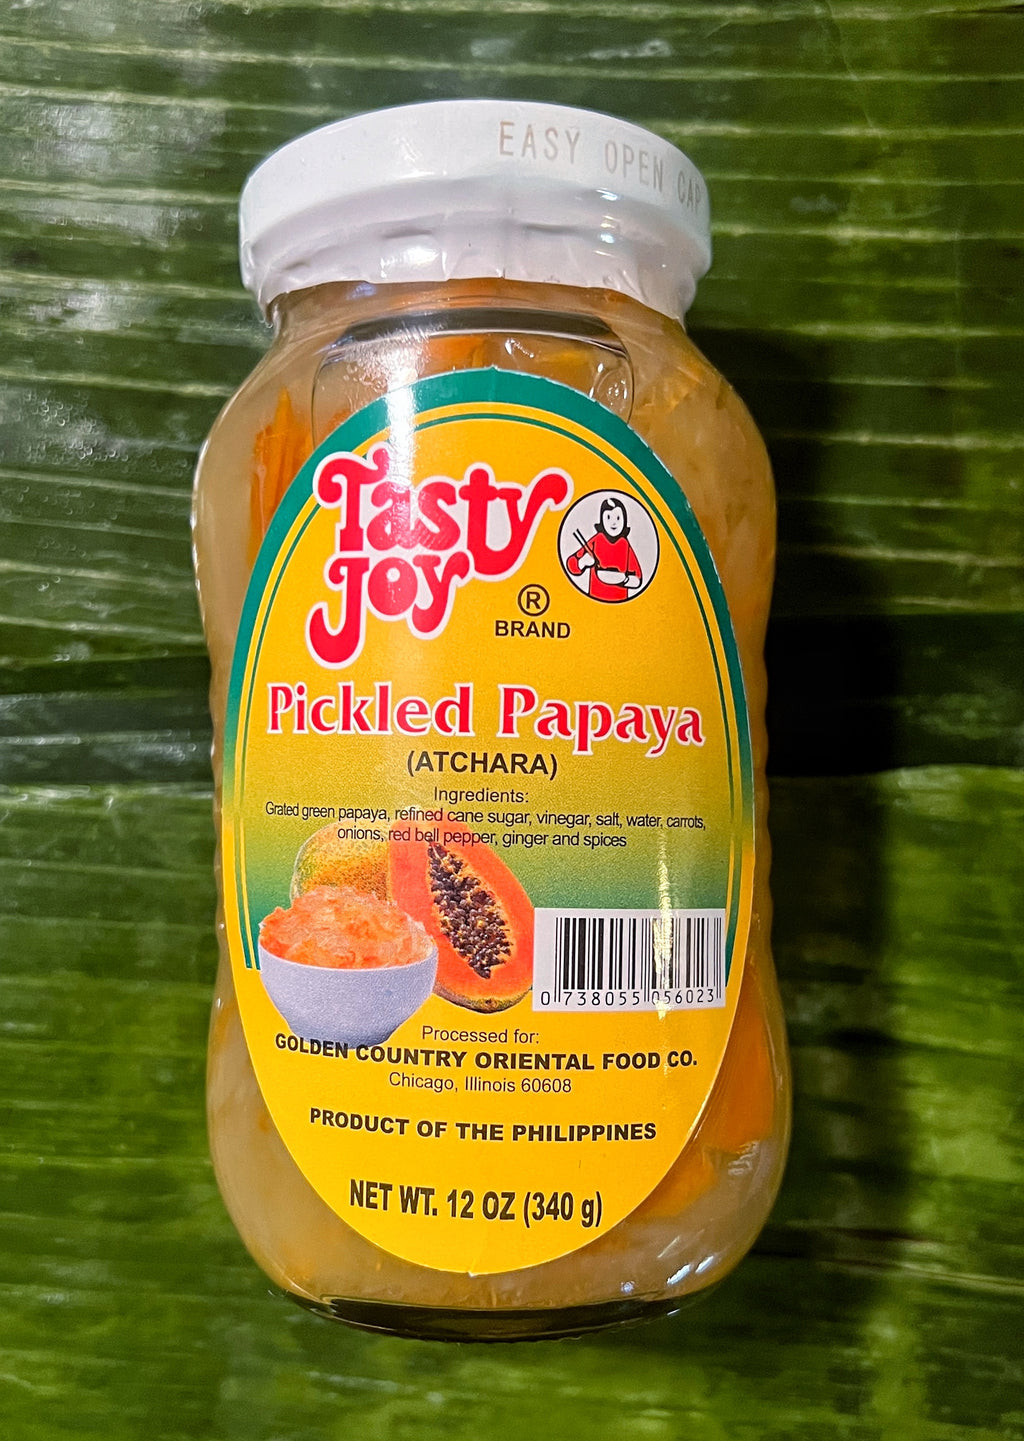 EASY OPEN CAP
Tasty
Joy
®
BRAND
Pickled Papaya
(ATCHARA)
Ingredients:
Grated green papaya, refined cane sugar, vinegar, salt, water, carrots,
onions, red bell pepper, ginger and spices
0 738055 056023
Processed for:
GOLDEN COUNTRY ORIENTAL FOOD CO.
Chicago, Illinois 60608
PRODUCT OF THE PHILIPPINES
NET WT. 12 OZ (340 g)